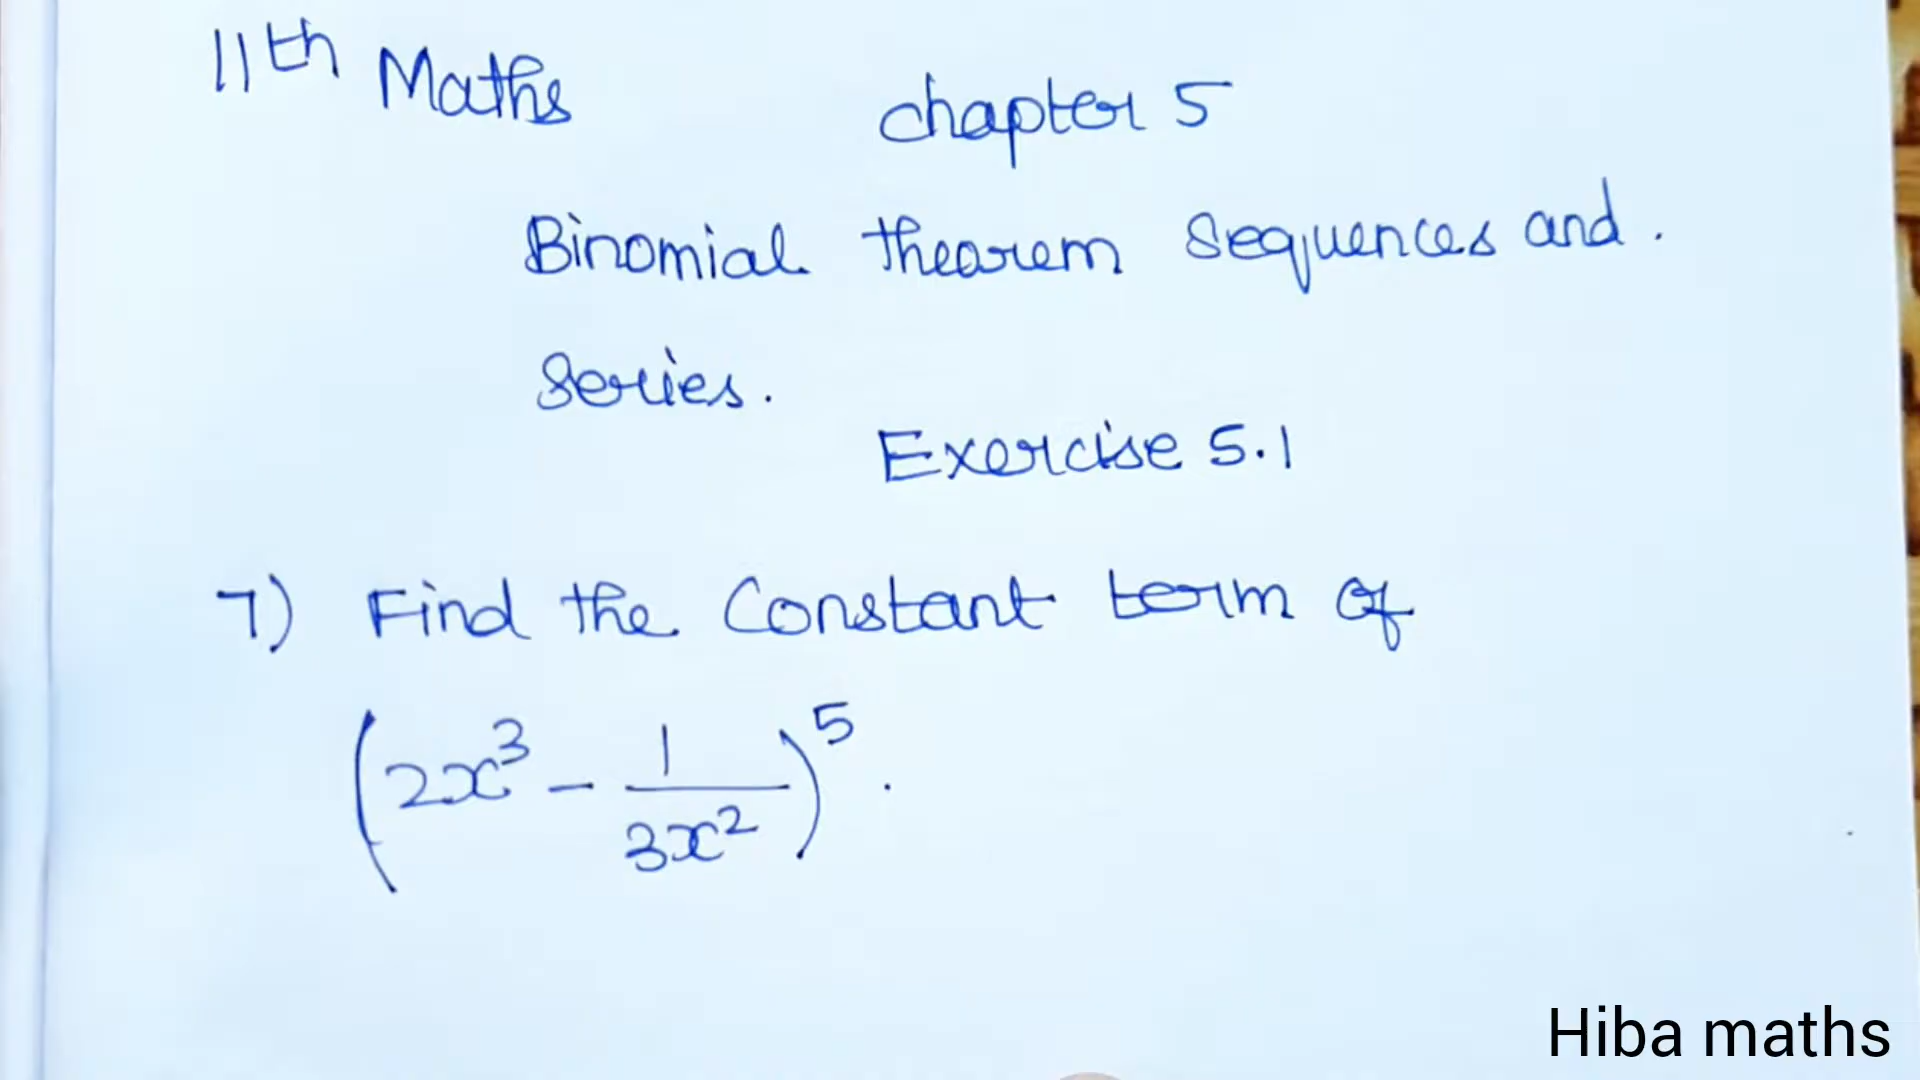 11th Maths chapter 5
Binomial thearem Sequences and.
Series.
Exercise 5.1
7) Find the Constant term of
(2x³ - 1/3x²)⁵.
Hiba maths